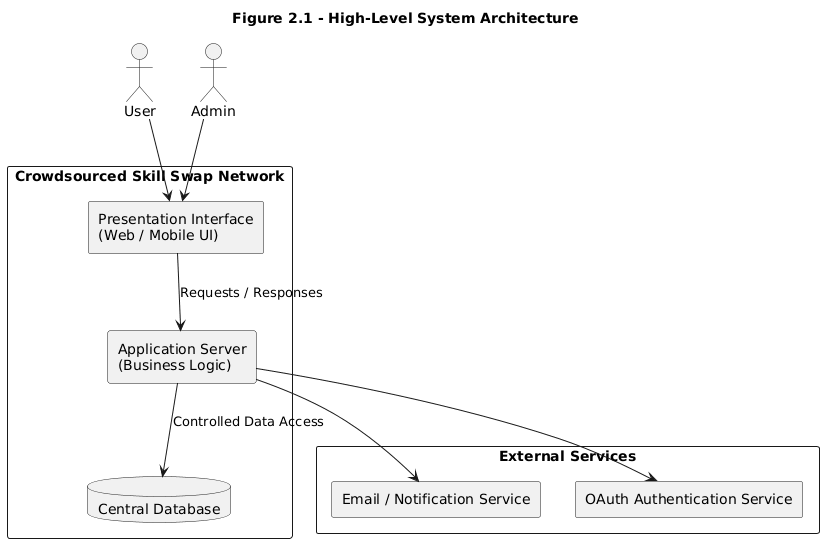 Figure 2.1 - High-Level System Architecture
User
Admin
Crowdsourced Skill Swap Network
Presentation Interface
(Web / Mobile UI)
Requests / Responses
Application Server
(Business Logic)
Controlled Data Access
External Services
Email / Notification Service
OAuth Authentication Service
Central Database